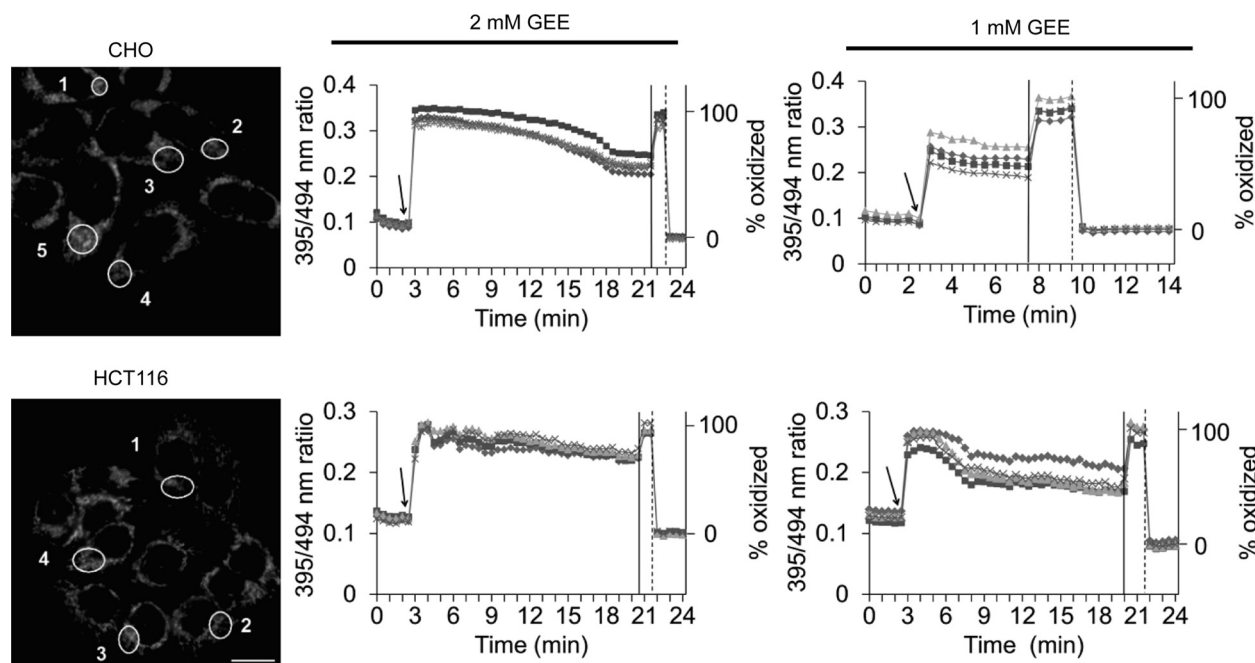 2 mM GEE
1 mM GEE
CHO
1
2
3
5
4
395/494 nm ratio
0.4
0.3
0.2
0.1
0
100
0
% oxidized
0 3 6 9 12 15 18 21 24
Time (min)
395/494 nm ratio
0.4
0.3
0.2
0.1
0
100
0
% oxidized
0 2 4 6 8 10 12 14
Time (min)
HCT116
1
4
2
3
395/494 nm ratiio
0.3
0.2
0.1
0.0
100
0
% oxidized
0 3 6 9 12 15 18 21 24
Time (min)
395/494 nm ratio
0.3
0.2
0.1
0.0
100
0
% oxidized
0 3 6 9 12 15 18 21 24
Time (min)